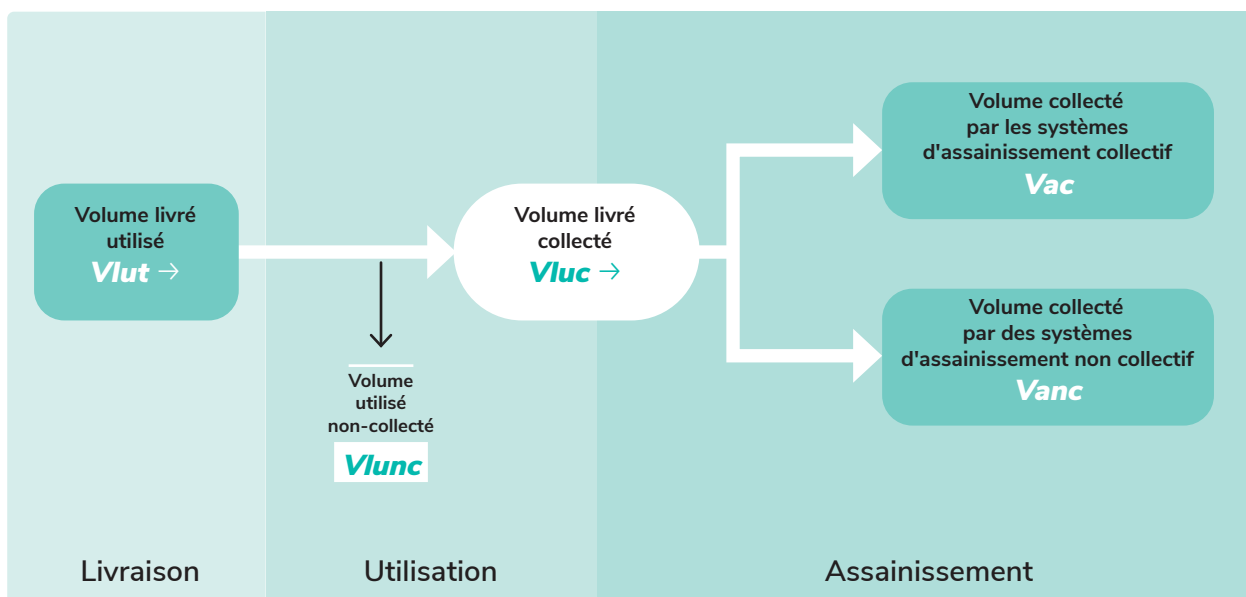 Volume livré
utilisé
Vlut →
Volume
utilisé
non-collecté
Vlunc
Volume livré
collecté
Vluc →
Volume collecté
par les systèmes
d'assainissement collectif
Vac
Volume collecté
par des systèmes
d'assainissement non collectif
Vanc
Livraison
Utilisation
Assainissement